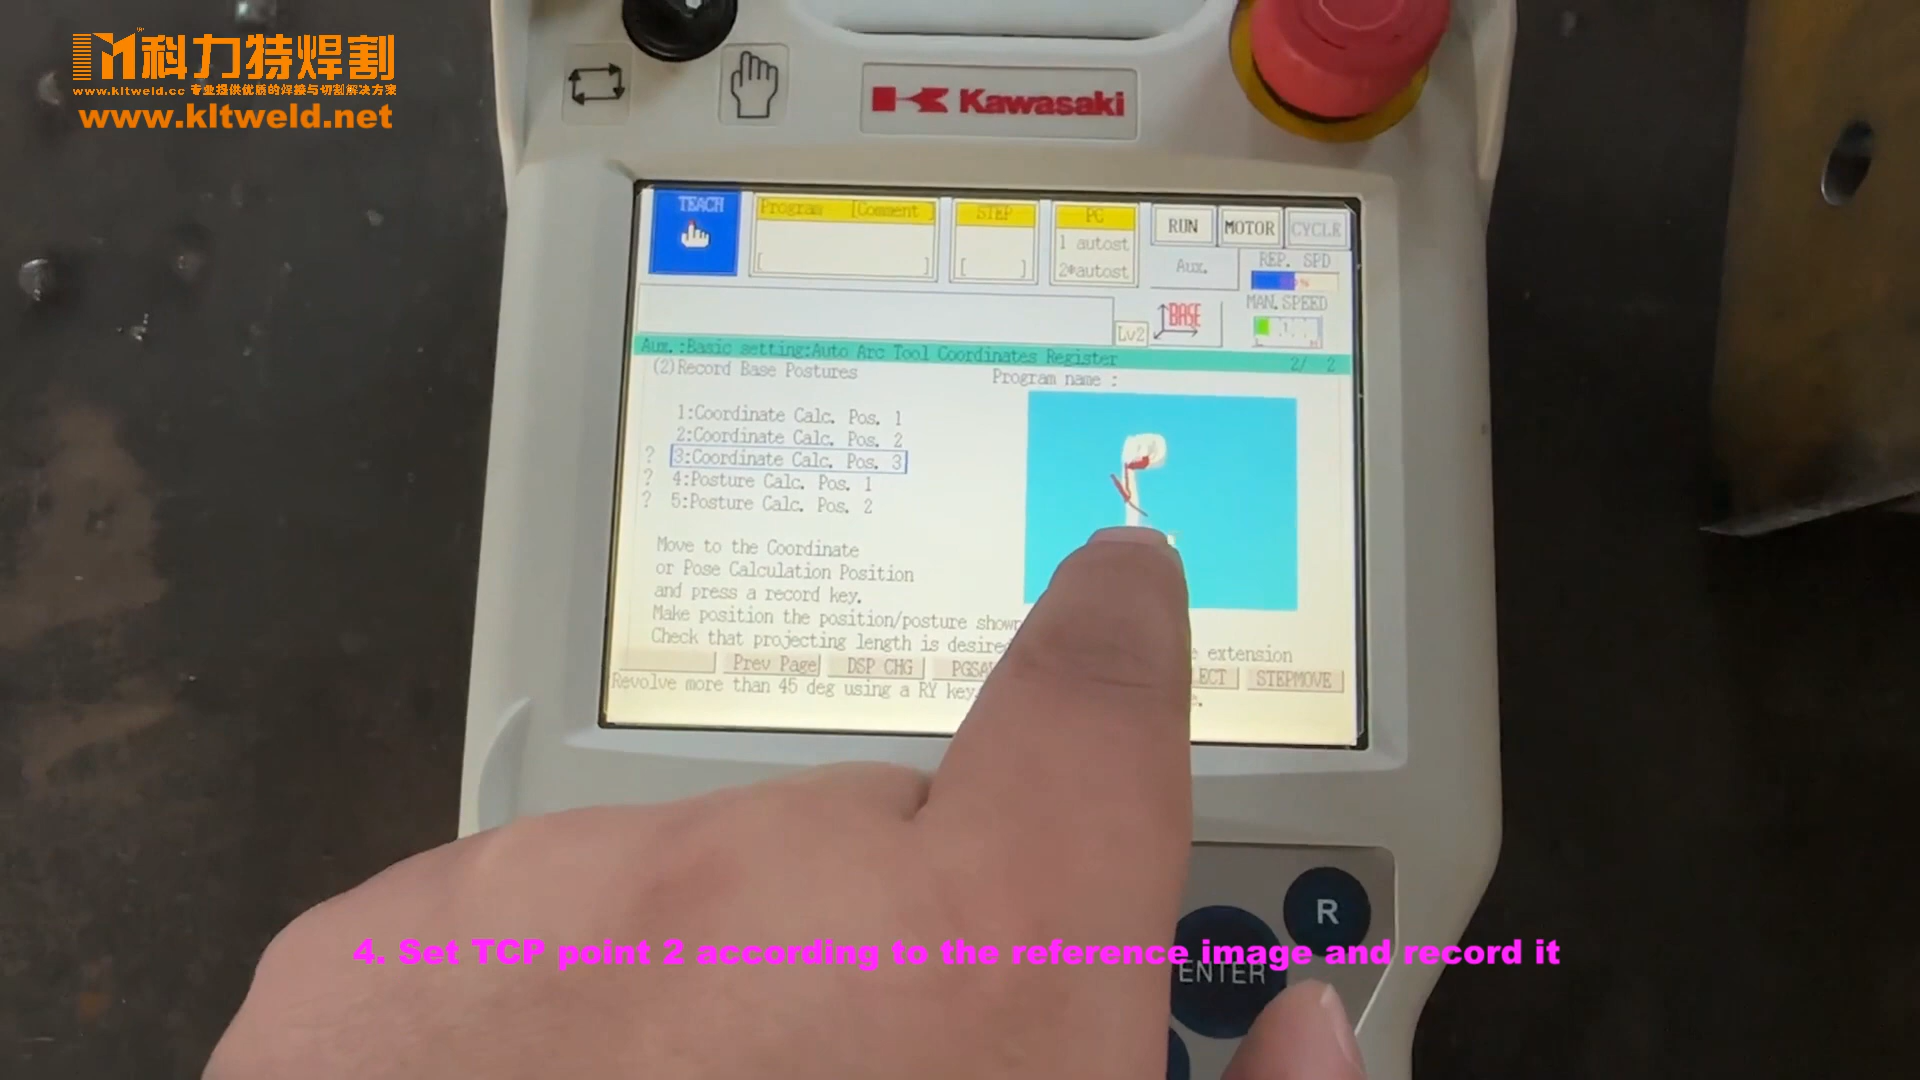 科力特焊割
www.kltweld.cc 专业提供优质的焊接与切割解决方案
www.kltweld.net
Kawasaki
TEACH
Program [Comment ]
[ ]
STEP
[ ]
PC
1 autost
2*autost
RUN
MOTOR
CYCLE
Aux.
REP. SPD
MAN.SPEED
Lv2
BASE
Aux.:Basic setting:Auto Arc Tool Coordinates Register 2/ 2
(2)Record Base Postures
Program name :
1:Coordinate Calc. Pos. 1
2:Coordinate Calc. Pos. 2
? 3:Coordinate Calc. Pos. 3
? 4:Posture Calc. Pos. 1
? 5:Posture Calc. Pos. 2
Move to the Coordinate
or Pose Calculation Position
and press a record key.
Make position the position/posture shown
Check that projecting length is desired extension
Prev Page DSP CHG STEPMOVE
Revolve more than 45 deg using a RY key
R
ENTER
4. Set TCP point 2 according to the reference image and record it